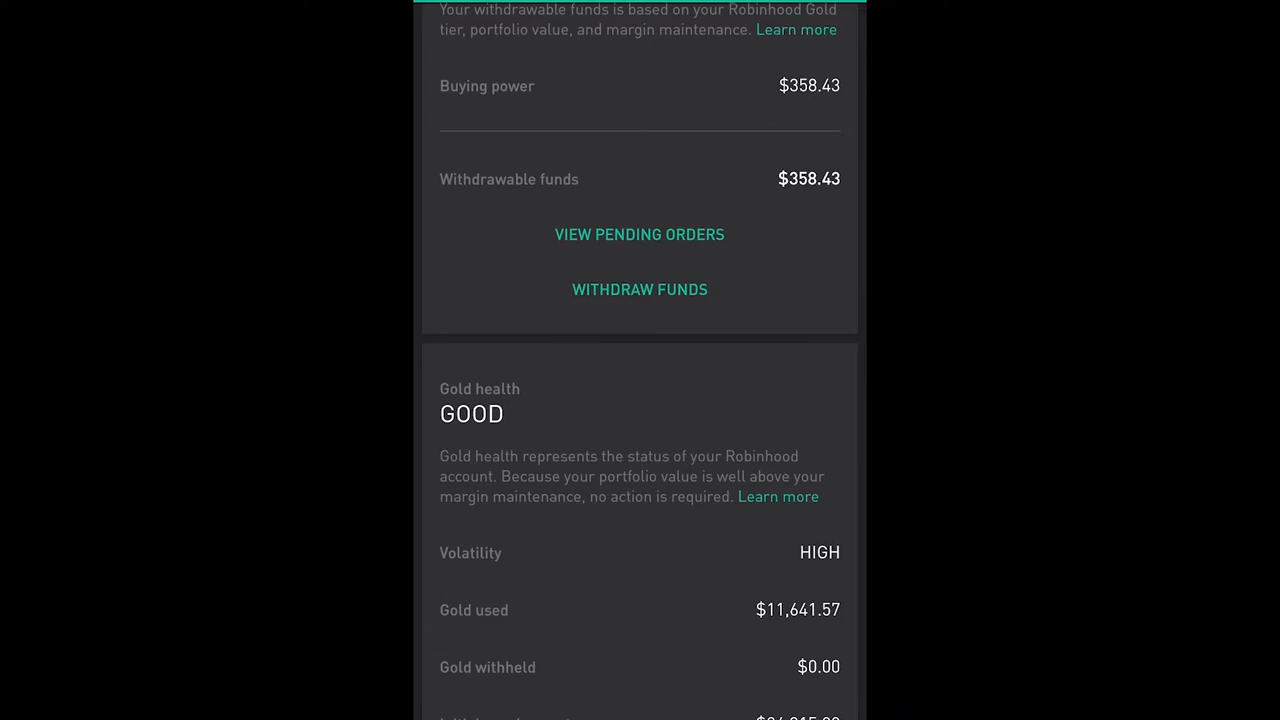 Your withdrawable funds is based on your Robinhood Gold
tier, portfolio value, and margin maintenance. Learn more
Buying power $358.43
Withdrawable funds $358.43
VIEW PENDING ORDERS
WITHDRAW FUNDS
Gold health
GOOD
Gold health represents the status of your Robinhood
account. Because your portfolio value is well above your
margin maintenance, no action is required. Learn more
Volatility HIGH
Gold used $11,641.57
Gold withheld $0.00